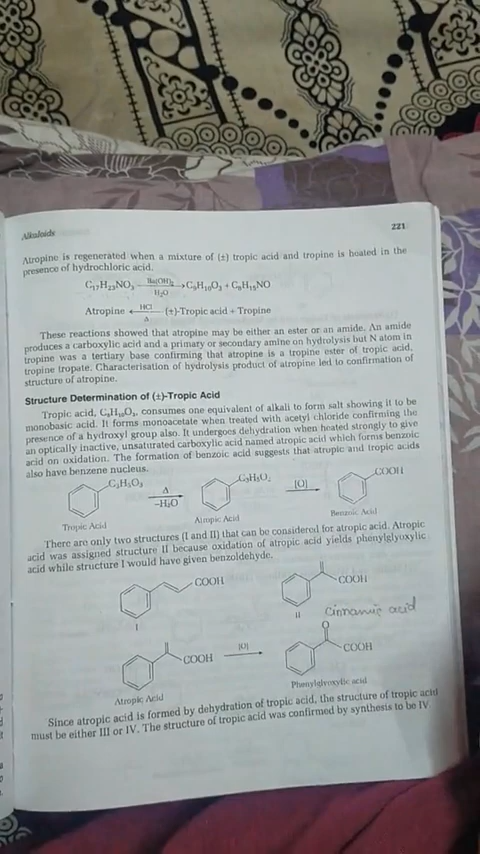 Alkaloids
221
Atropine is regenerated when a mixture of (±) tropic acid and tropine is heated in the
presence of hydrochloric acid.
C₁₇H₂₃NO₃ Ba(OH)₂ H₂O → C₉H₁₀O₃ + C₈H₁₅NO
Atropine ← HCl Δ (±)-Tropic acid + Tropine
These reactions showed that atropine may be either an ester or an amide. An amide
produces a carboxylic acid and a primary or secondary amine on hydrolysis but N atom in
tropine was a tertiary base confirming that atropine is a tropine ester of tropic acid,
tropine tropate. Characterisation of hydrolysis product of atropine led to confirmation of
structure of atropine.
Structure Determination of (±)-Tropic Acid
Tropic acid, C₉H₁₀O₃, consumes one equivalent of alkali to form salt showing it to be
monobasic acid. It forms monoacetate when treated with acetyl chloride confirming the
presence of a hydroxyl group also. It undergoes dehydration when heated strongly to give
an optically inactive, unsaturated carboxylic acid named atropic acid which forms benzoic
acid on oxidation. The formation of benzoic acid suggests that atropic and tropic acids
also have benzene nucleus.
C₃H₅O₃ Δ –H₂O C₃H₃O₂ [O] COOH
Tropic Acid Atropic Acid Benzoic Acid
There are only two structures (I and II) that can be considered for atropic acid. Atropic
acid was assigned structure II because oxidation of atropic acid yields phenylglyoxylic
acid while structure I would have given benzoldehyde.
COOH COOH
I II Cinnamic acid
O
COOH [O] COOH
Atropic Acid Phenylglyoxylic acid
Since atropic acid is formed by dehydration of tropic acid, the structure of tropic acid
must be either III or IV. The structure of tropic acid was confirmed by synthesis to be IV.